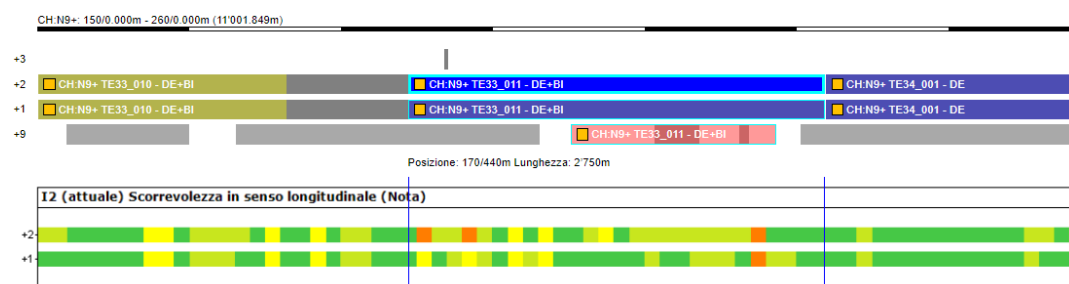 CH:N9+: 150/0.000m - 260/0.000m (11'001.849m)
+3
+2 CH:N9+ TE33_010 - DE+BI CH:N9+ TE33_011 - DE+BI CH:N9+ TE34_001 - DE
+1 CH:N9+ TE33_010 - DE+BI CH:N9+ TE33_011 - DE+BI CH:N9+ TE34_001 - DE
+9 CH:N9+ TE33_011 - DE+BI
Posizione: 170/440m Lunghezza: 2'750m
I2 (attuale) Scorrevolezza in senso longitudinale (Nota)
+2
+1